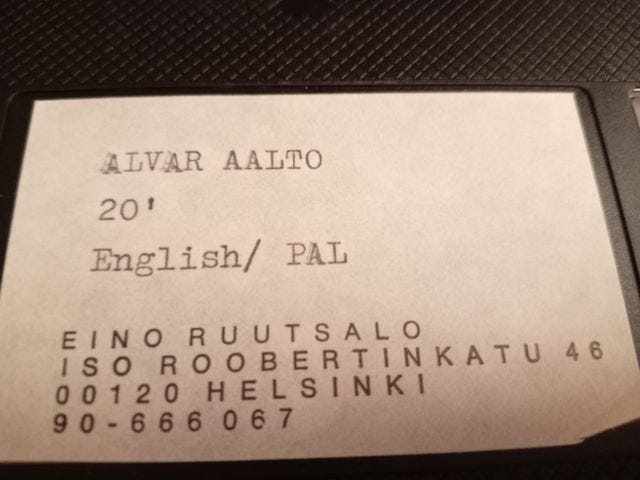 ALVAR AALTO
20'
English/ PAL
EINO RUUTSALO
ISO ROOBERTINKATU 46
00120 HELSINKI
90-666 067